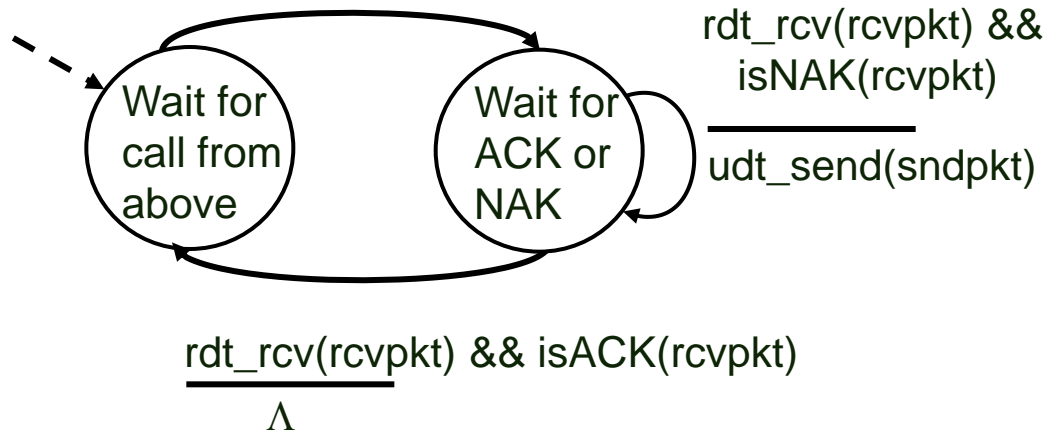 rdt_rcv(rcvpkt) &&
isNAK(rcvpkt)
udt_send(sndpkt)
Wait for
call from
above
Wait for
ACK or
NAK
rdt_rcv(rcvpkt) && isACK(rcvpkt)
Λ